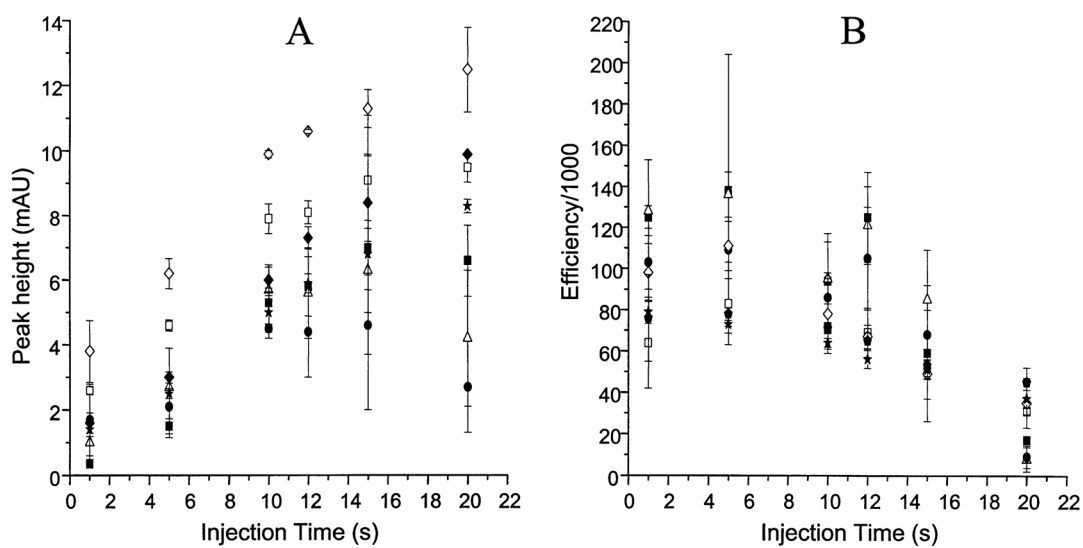 A
B
Peak height (mAU)
14
12
10
8
6
4
2
0
0 2 4 6 8 10 12 14 16 18 20 22
Injection Time (s)
Efficiency/1000
220
200
180
160
140
120
100
80
60
40
20
0
0 2 4 6 8 10 12 14 16 18 20 22
Injection Time (s)